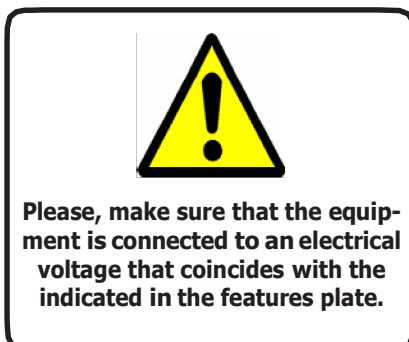 Please, make sure that the equip-
ment is connected to an electrical
voltage that coincides with the
indicated in the features plate.